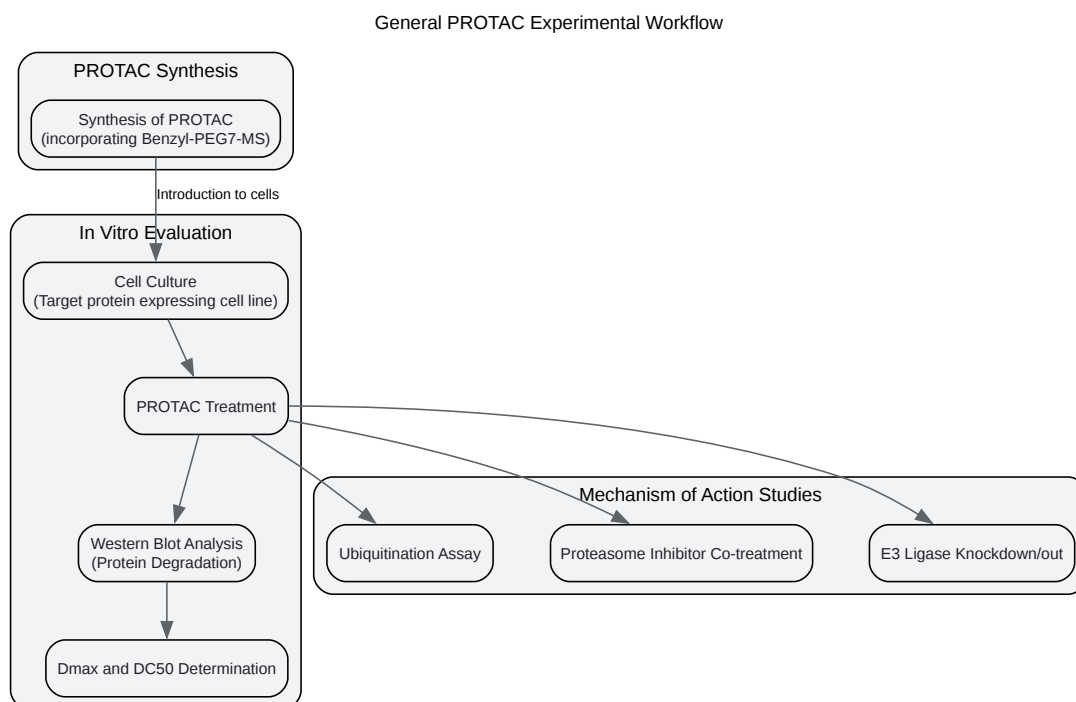 General PROTAC Experimental Workflow
PROTAC Synthesis
Synthesis of PROTAC
(incorporating Benzyl-PEG7-MS)
Introduction to cells
In Vitro Evaluation
Cell Culture
(Target protein expressing cell line)
PROTAC Treatment
Mechanism of Action Studies
Western Blot Analysis
(Protein Degradation)
Ubiquitination Assay
Proteasome Inhibitor Co-treatment
E3 Ligase Knockdown/out
Dmax and DC50 Determination